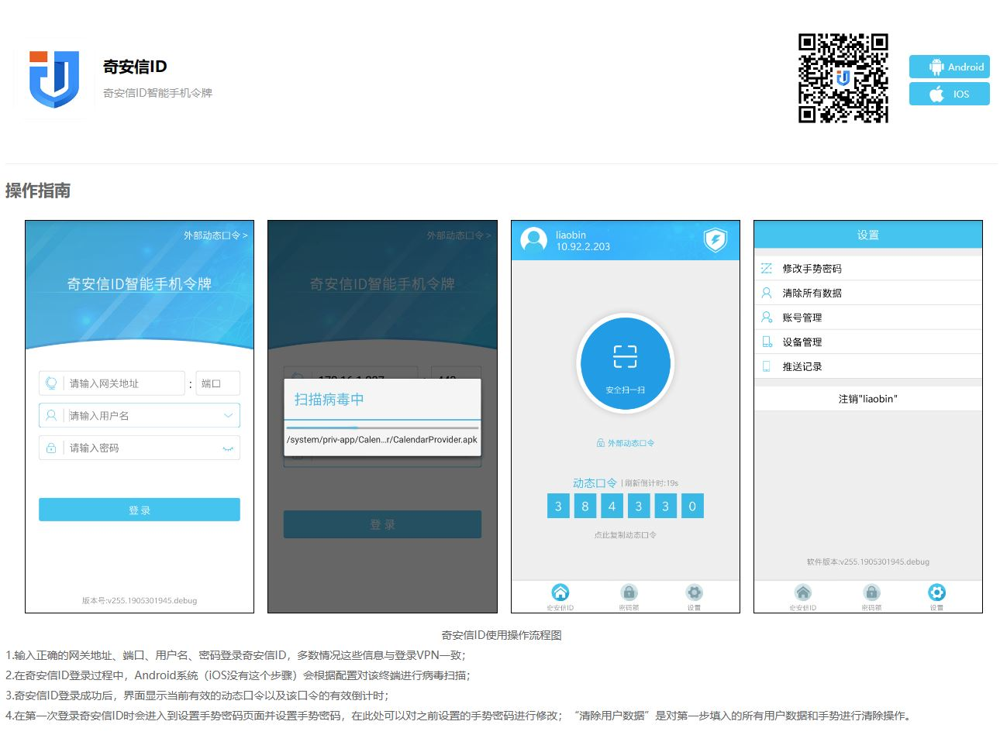 奇安信ID
奇安信ID智能手机令牌
Android
IOS
操作指南
外部动态口令 >
奇安信ID智能手机令牌
请输入网关地址
:
端口
请输入用户名
请输入密码
登 录
版本号:v255.1905301945.debug
外部动态口令 >
奇安信ID智能手机令牌
扫描病毒中
/system/priv-app/Calen...r/CalendarProvider.apk
登 录
liaobin
10.92.2.203
安全扫一扫
外部动态口令
动态口令 | 刷新倒计时:19s
3 8 4 3 3 0
点此复制动态口令
奇安信ID 密码箱 设置
设置
修改手势密码
清除所有数据
账号管理
设备管理
推送记录
注销"liaobin"
软件版本:v255.1905301945.debug
奇安信ID 密码箱 设置
奇安信ID使用操作流程图
1.输入正确的网关地址、端口、用户名、密码登录奇安信ID，多数情况这些信息与登录VPN一致；
2.在奇安信ID登录过程中，Android系统（iOS没有这个步骤）会根据配置对该终端进行病毒扫描；
3.奇安信ID登录成功后，界面显示当前有效的动态口令以及该口令的有效倒计时；
4.在第一次登录奇安信ID时会进入到设置手势密码页面并设置手势密码，在此处可以对之前设置的手势密码进行修改；“清除用户数据”是对第一步填入的所有用户数据和手势进行清除操作。